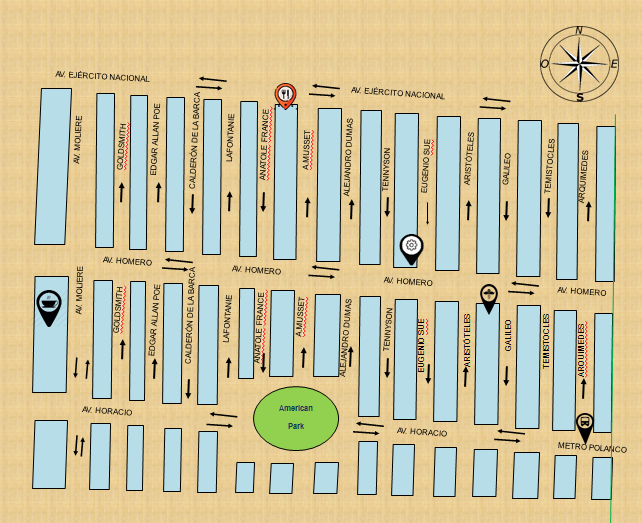 N
O
E
S
AV. EJÉRCITO NACIONAL
AV. EJÉRCITO NACIONAL
AV. MOLIERE
GOLDSMITH
EDGAR ALLAN POE
CALDERÓN DE LA BARCA
LAFONTANIE
ANATOLE FRANCE
A.MUSSET
ALEJANDRO DUMAS
TENNYSON
EUGENIO SUE
ARISTÓTELES
GALILEO
TEMISTOCLES
ARQUIMEDES
AV. HOMERO
AV. HOMERO
AV. HOMERO
AV. HOMERO
AV. MOLIERE
GOLDSMITH
EDGAR ALLAN POE
CALDERÓN DE LA BARCA
LAFONTANIE
ANATOLE FRANCE
A.MUSSET
ALEJANDRO DUMAS
TENNYSON
EUGENIO SUE
ARISTÓTELES
GALILEO
TEMISTOCLES
ARQUIMEDES
American
Park
AV. HORACIO
AV. HORACIO
METRO POLANCO